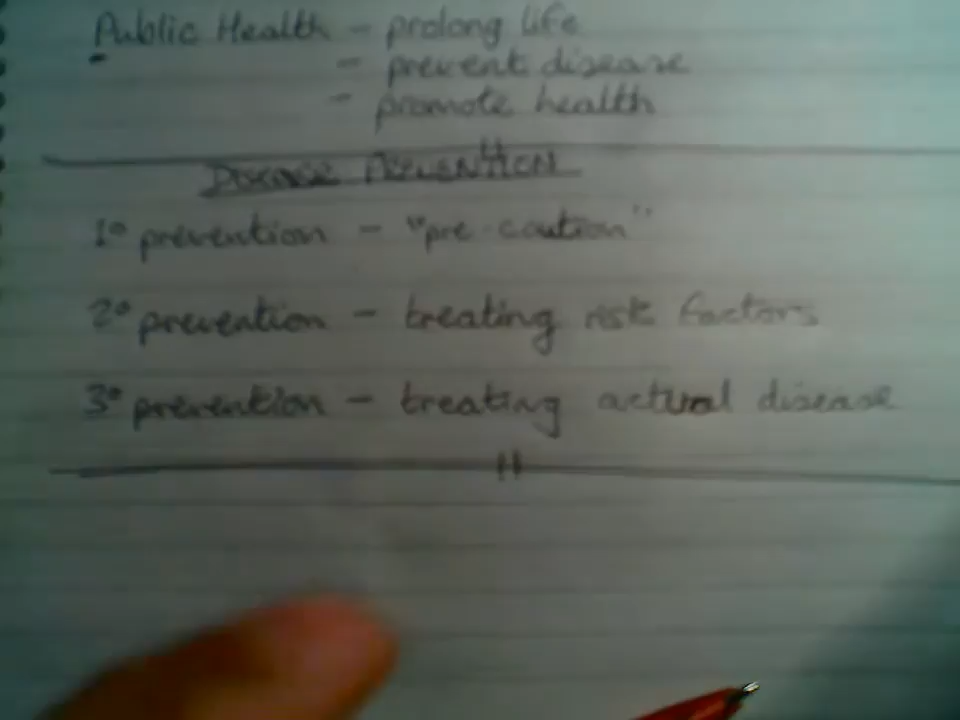 Public Health - prolong life
- prevent disease
- promote health
DISEASE PREVENTION
1° prevention - "pre-caution"
2° prevention - treating risk factors
3° prevention - treating actual disease